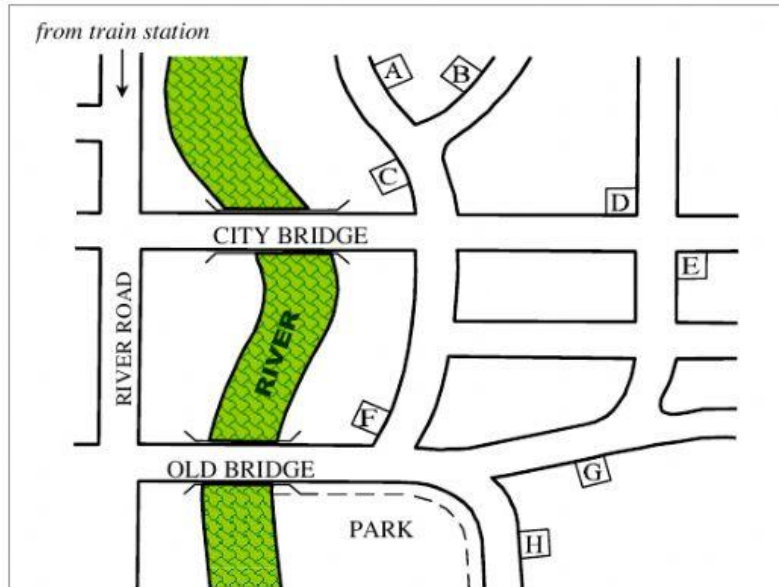 from train station
A
B
C
D
CITY BRIDGE
E
RIVER ROAD
RIVER
F
OLD BRIDGE
G
PARK
H